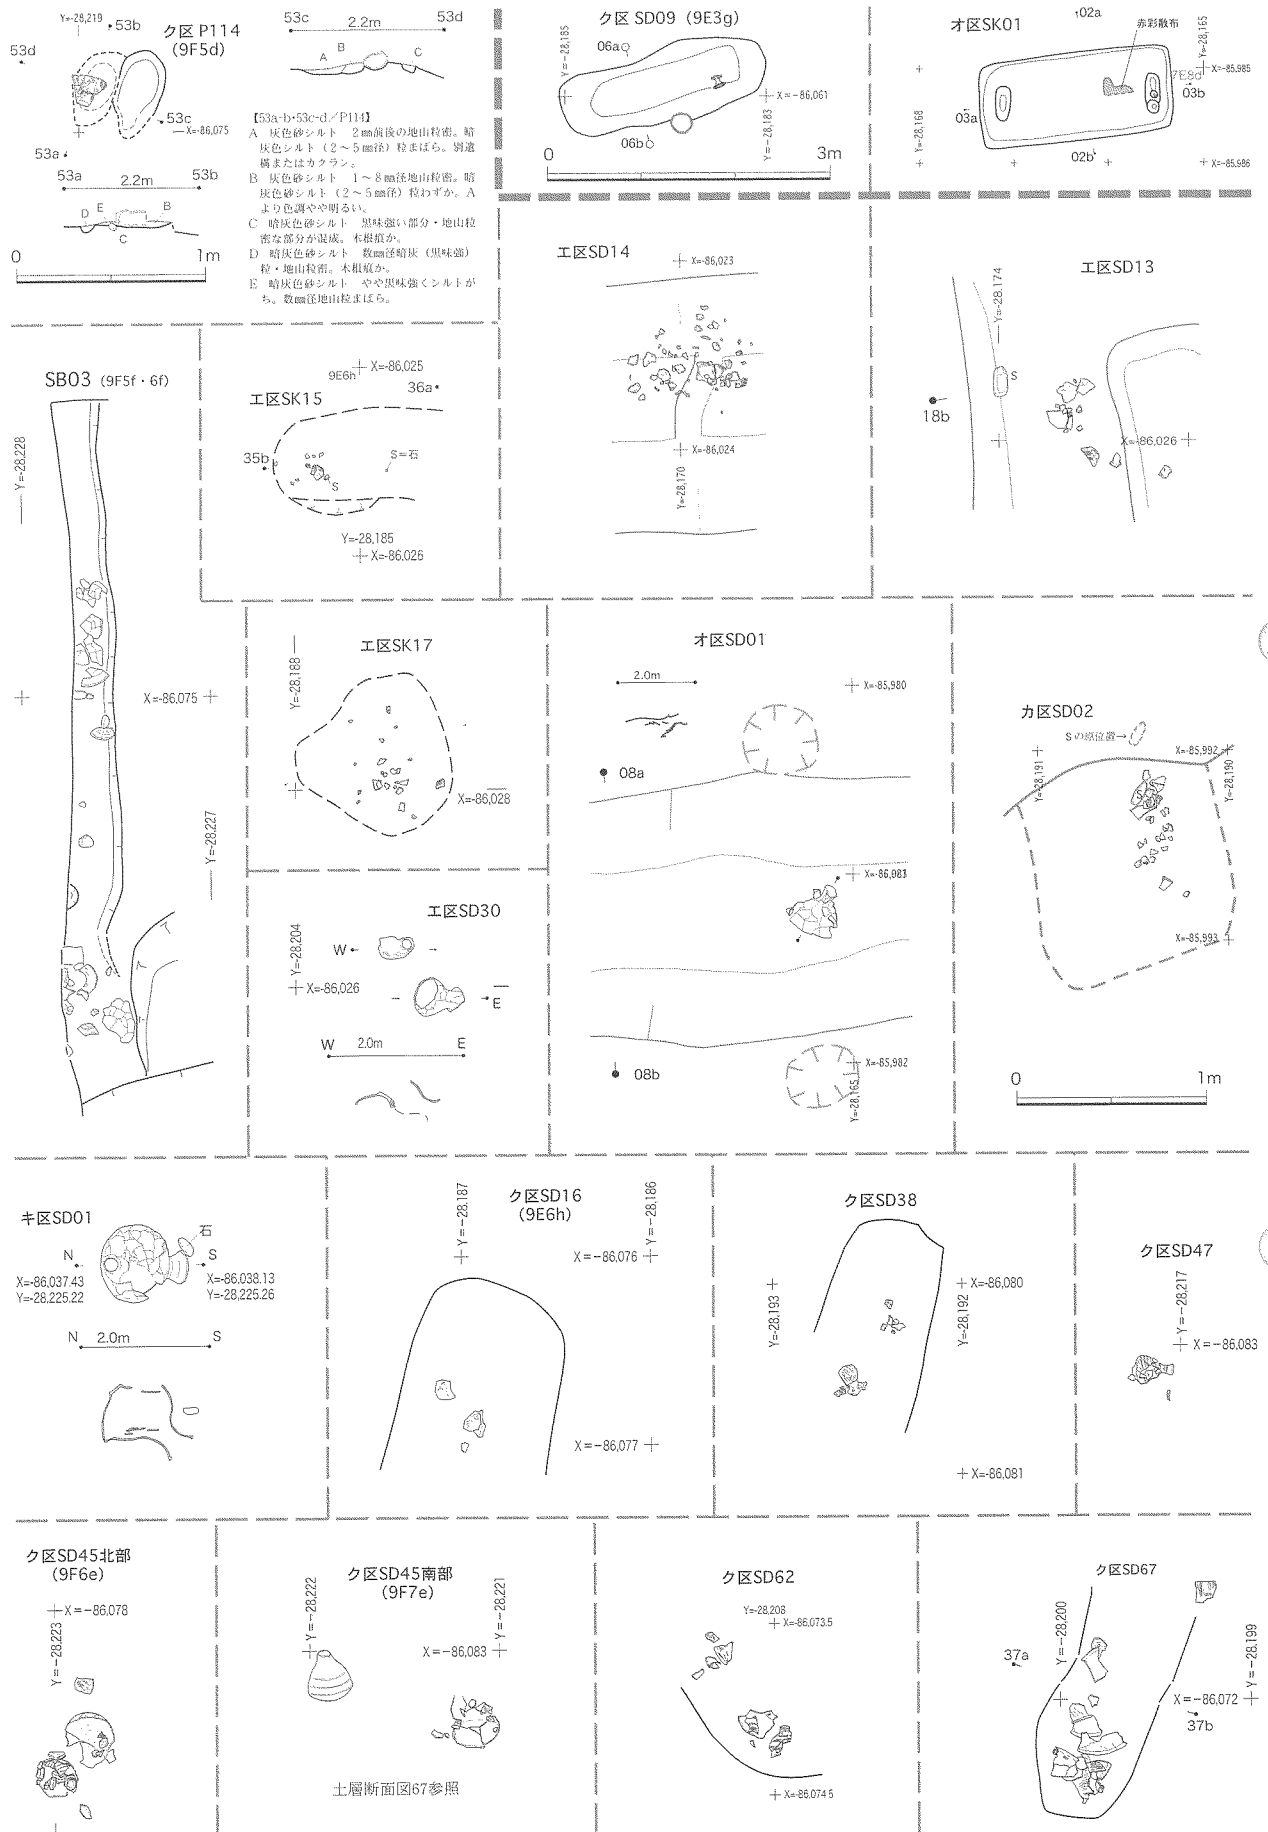 ク区 P114
(9F5d)
Y=-28,219
53b
53d
53c
X=-86,075
53a
53a
2.2m
53b
D
E
B
C
0
1m
53c
2.2m
53d
A
B
C
【53a-b・53c-d/P114】
A 灰色砂シルト 2㎜前後の地山粒密。暗
灰色シルト(2～5㎜径)粒まばら。別遺
構またはカクラン。
B 灰色砂シルト 1～8㎜径地山粒密。暗
灰色砂シルト(2～5㎜径)粒わずか。A
より色調やや明るい。
C 暗灰色砂シルト 黒味強い部分・地山粒
密な部分が混成。木根痕か。
D 暗灰色砂シルト 数㎜径暗灰(黒味強)
粒・地山粒密。木根痕か。
E 暗灰色砂シルト やや黒味強くシルトが
ち。数㎜径地山粒まばら。
ク区 SD09 (9E3g)
Y=-28,185
06a
X=-86,061
Y=-28,183
06b
0
3m
オ区SK01
02a
赤彩散布
Y=-28,165
X=-85,985
7E8d
03b
03a
Y=-28,168
02b
X=-85,986
SB03 (9F5f・6f)
Y=-28,228
X=-86,075
Y=-28,227
エ区SK15
9E6h
X=-86,025
36a
35b
S=石
S
Y=-28,185
X=-86,026
エ区SD14
X=-86,023
X=-86,024
Y=-28,170
エ区SD13
Y=-28,174
S
18b
X=-86,026
エ区SK17
Y=-28,188
X=-86,028
オ区SD01
2.0m
X=-85,980
08a
X=-86,081
X=-85,982
08b
Y=-28,165
カ区SD02
Sの原位置→
X=-85,992
Y=-28,191
Y=-28,190
X=-85,993
0
1m
エ区SD30
Y=-28,204
W
X=-86,026
E
W
2.0m
E
キ区SD01
石
N
S
X=-86,037.43
Y=-28,225.22
X=-86,038.13
Y=-28,225.26
N
2.0m
S
ク区SD16
(9E6h)
Y=-28,187
Y=-28,186
X=-86,076
X=-86,077
ク区SD38
Y=-28,193
X=-86,080
Y=-28,192
X=-86,081
ク区SD47
Y=-28,217
X=-86,083
ク区SD45北部
(9F6e)
X=-86,078
Y=-28,223
ク区SD45南部
(9F7e)
Y=-28,222
Y=-28,221
X=-86,083
土層断面図67参照
ク区SD62
Y=-28,208
X=-86,073.5
X=-86,074 5
ク区SD67
Y=-28,200
37a
Y=-28,199
X=-86,072
37b